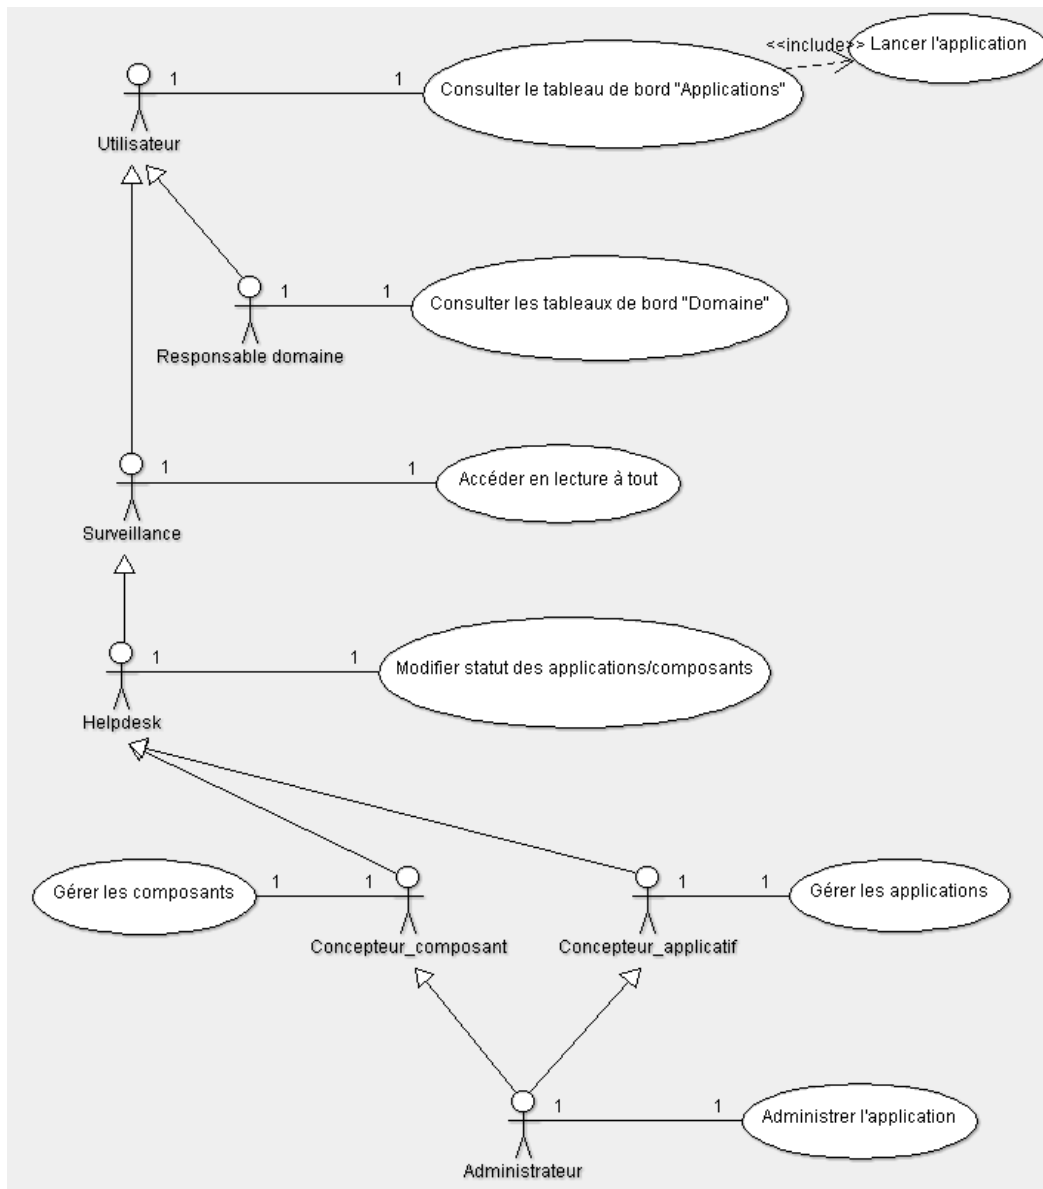 <<include>> Lancer l'application
1 1
Consulter le tableau de bord "Applications"
Utilisateur
1 1
Consulter les tableaux de bord "Domaine"
Responsable domaine
1 1
Accéder en lecture à tout
Surveillance
1 1
Modifier statut des applications/composants
Helpdesk
Gérer les composants
1 1
1 1
Gérer les applications
Concepteur_composant
Concepteur_applicatif
1 1
Administrer l'application
Administrateur